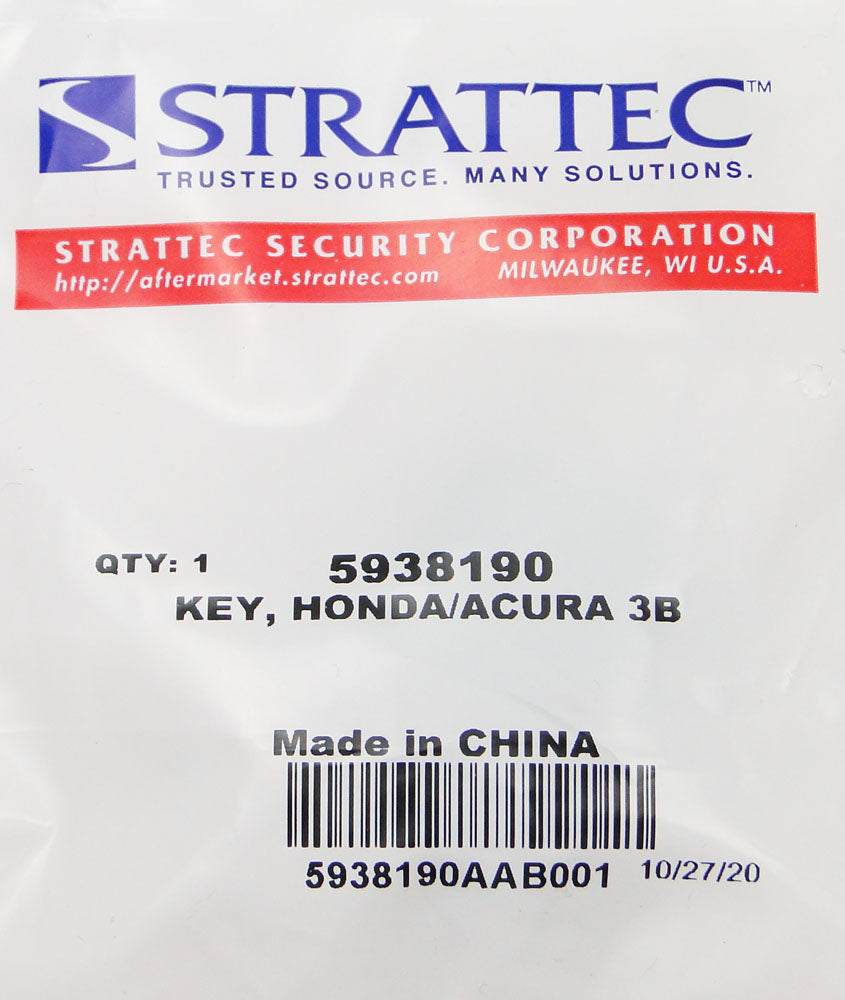 STRATTEC™
TRUSTED SOURCE. MANY SOLUTIONS.
STRATTEC SECURITY CORPORATION
http://aftermarket.strattec.com MILWAUKEE, WI U.S.A.
QTY: 1 5938190
KEY, HONDA/ACURA 3B
Made in CHINA
5938190AAB001 10/27/20